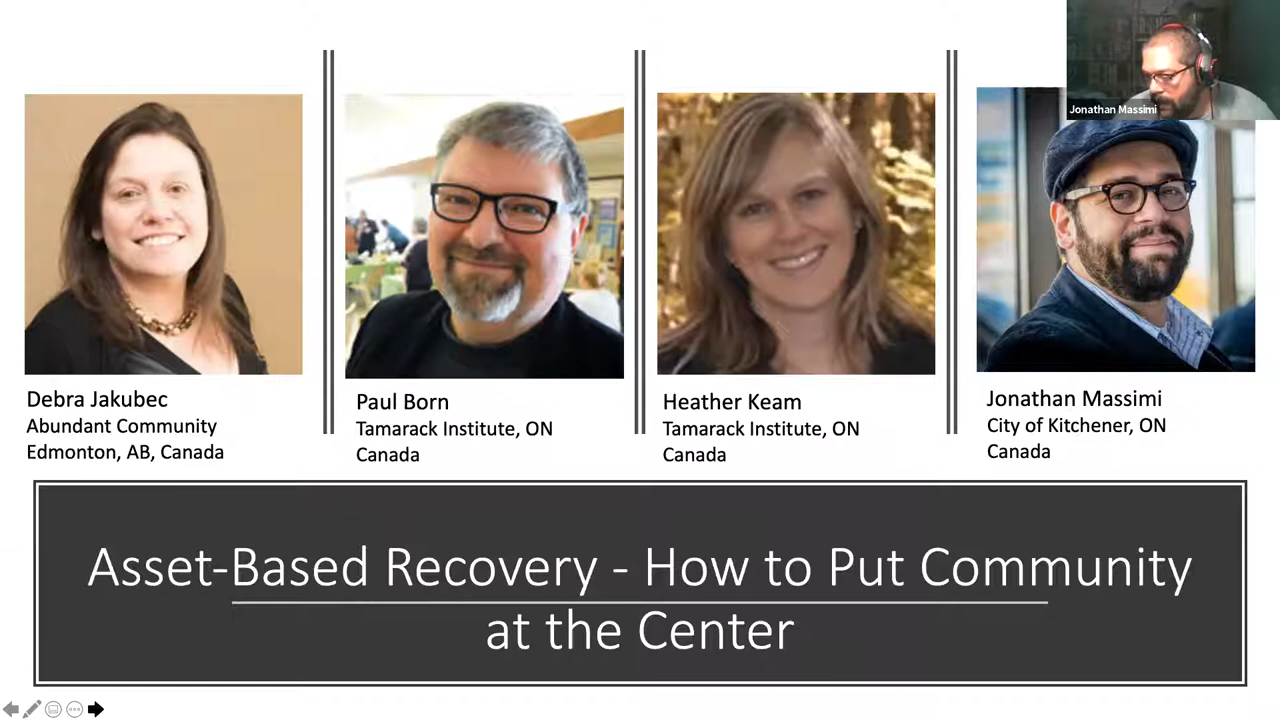 Jonathan Massimi
Debra Jakubec
Abundant Community
Edmonton, AB, Canada
Paul Born
Tamarack Institute, ON
Canada
Heather Keam
Tamarack Institute, ON
Canada
Jonathan Massimi
City of Kitchener, ON
Canada
Asset-Based Recovery - How to Put Community
at the Center